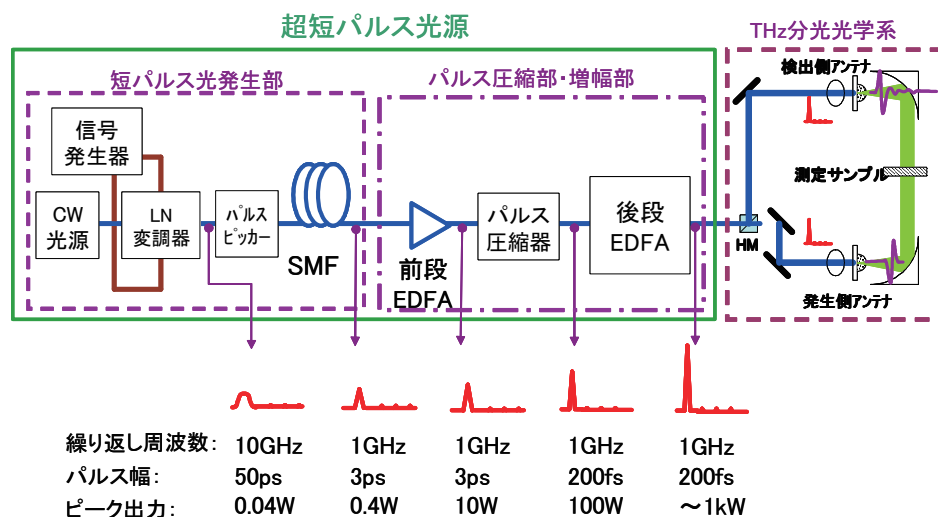 超短パルス光源
THz分光光学系
短パルス光発生部
パルス圧縮部・増幅部
検出側アンテナ
信号
発生器
CW
光源
LN
変調器
パルス
ピッカー
SMF
前段
EDFA
パルス
圧縮器
後段
EDFA
HM
測定サンプル
発生側アンテナ
繰り返し周波数: 10GHz 1GHz 1GHz 1GHz 1GHz
パルス幅: 50ps 3ps 3ps 200fs 200fs
ピーク出力: 0.04W 0.4W 10W 100W ～1kW